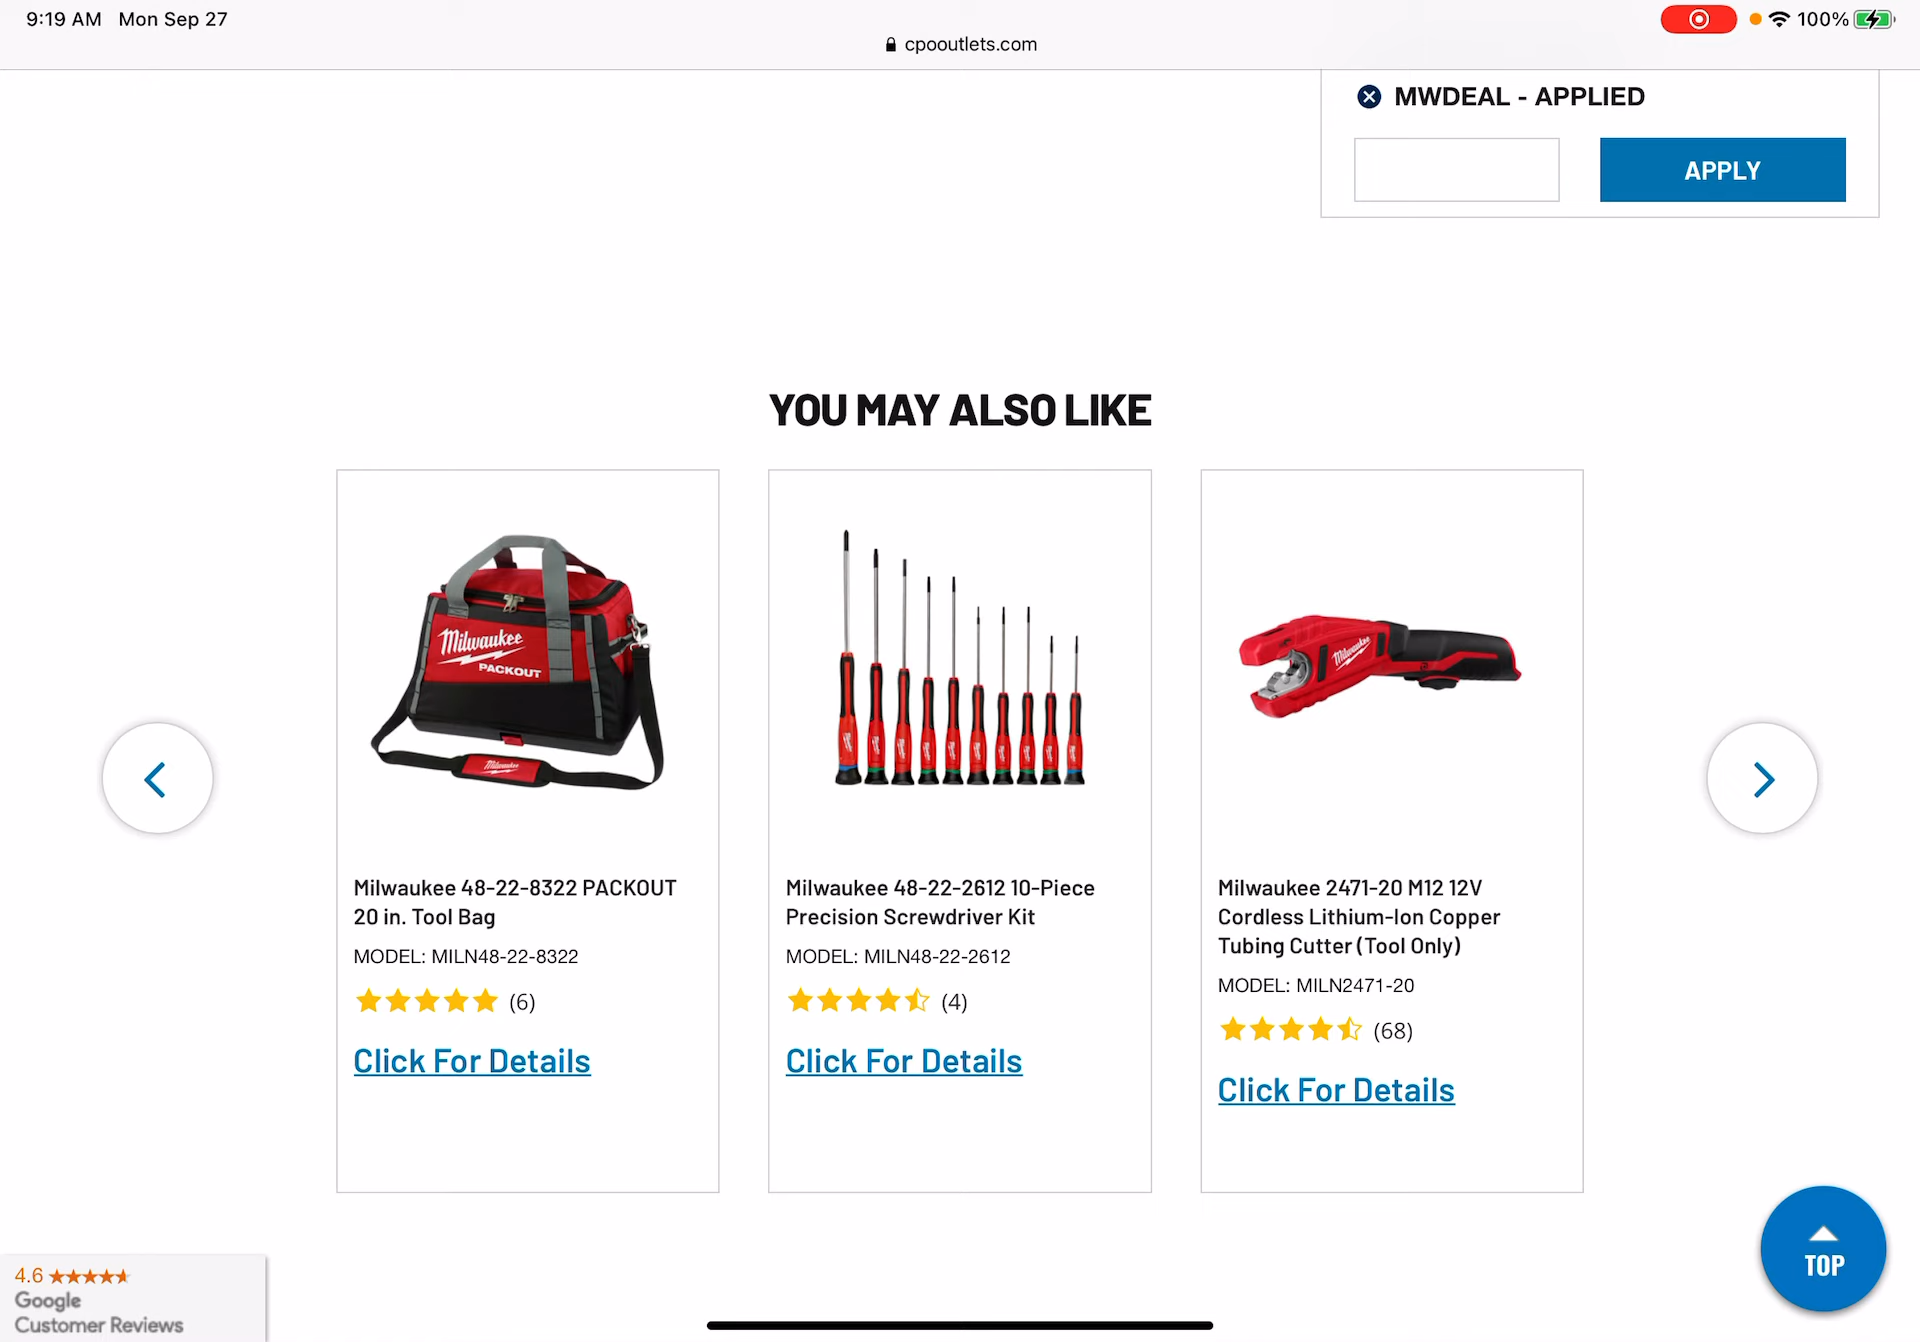 9:19 AM Mon Sep 27
100%
cpooutlets.com
MWDEAL - APPLIED
APPLY
YOU MAY ALSO LIKE
Milwaukee
PACKOUT
Milwaukee
Milwaukee
Milwaukee 48-22-8322 PACKOUT
20 in. Tool Bag
MODEL: MILN48-22-8322
(6)
Click For Details
Milwaukee 48-22-2612 10-Piece
Precision Screwdriver Kit
MODEL: MILN48-22-2612
(4)
Click For Details
Milwaukee 2471-20 M12 12V
Cordless Lithium-Ion Copper
Tubing Cutter (Tool Only)
MODEL: MILN2471-20
(68)
Click For Details
TOP
4.6
Google
Customer Reviews